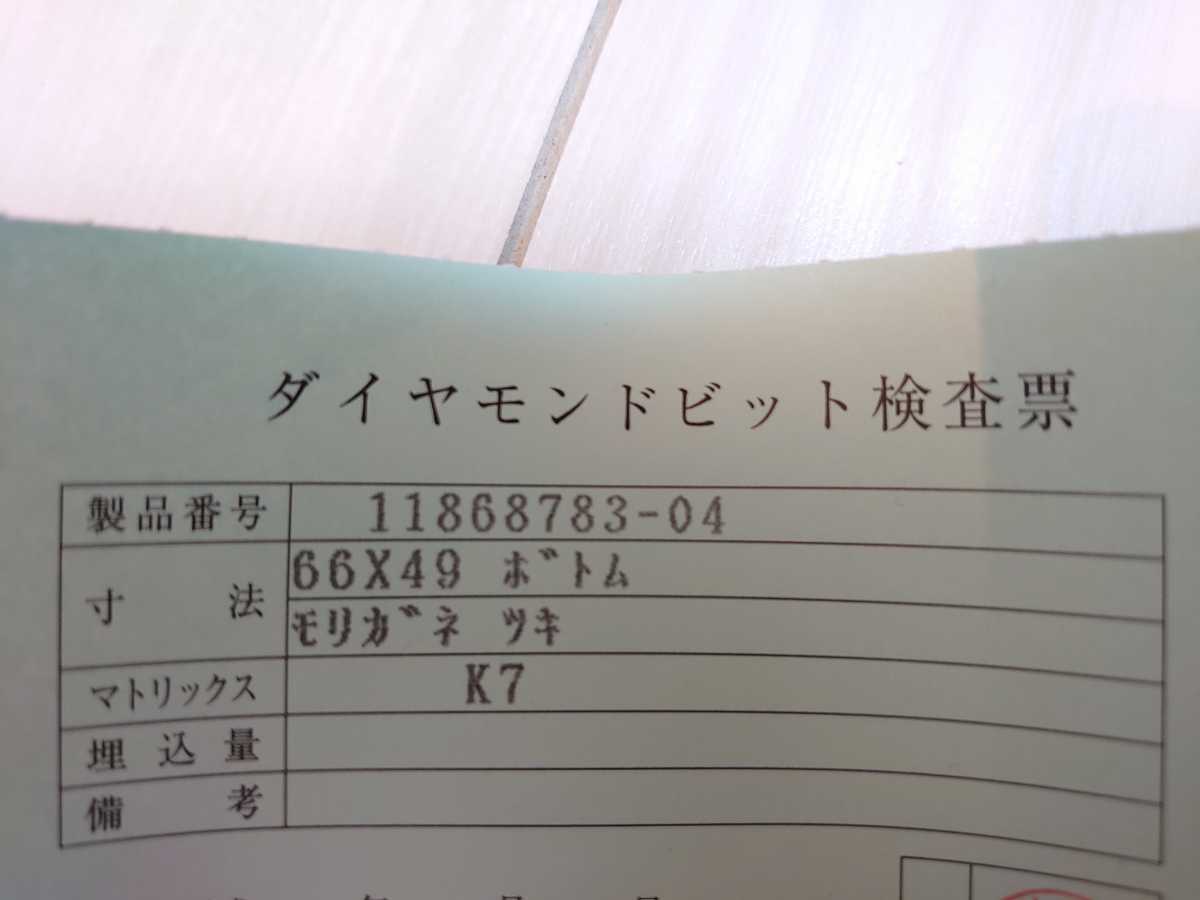 ダイヤモンドビット検査票
製品番号 11868783-04
寸法 66X49 ﾎﾞﾄﾑ
ﾓﾘｶﾞﾈ ﾂｷ
マトリックス K7
埋込量
備考